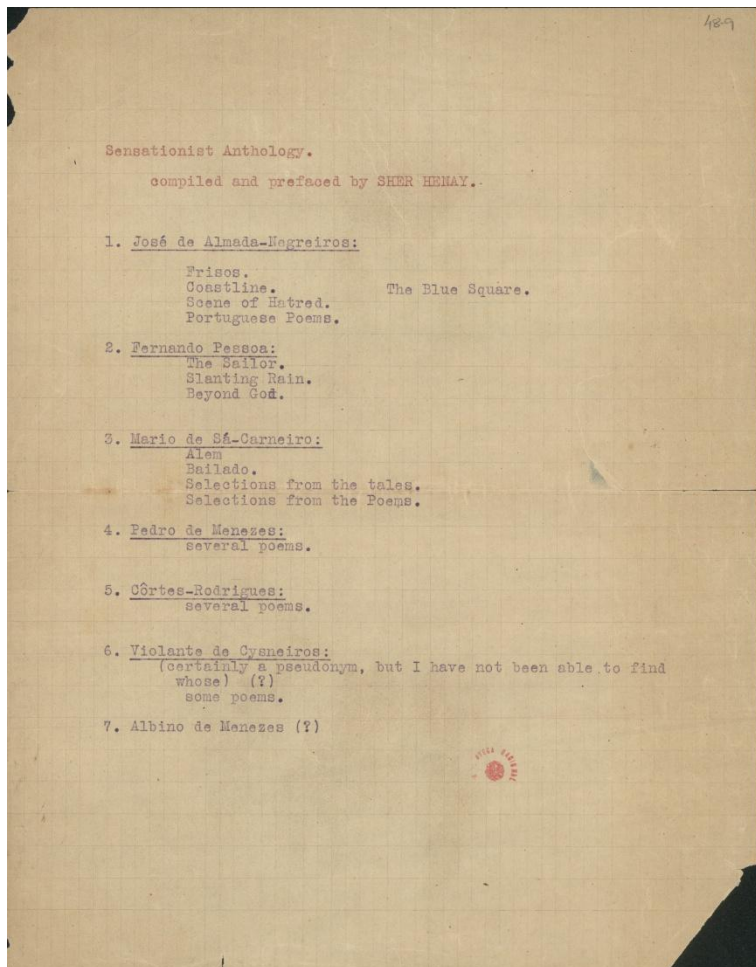 48-9
Sensationist Anthology.
compiled and prefaced by SHER HENAY.
1. José de Almada-Negreiros:
Frisos.
Coastline. The Blue Square.
Scene of Hatred.
Portuguese Poems.
2. Fernando Pessoa:
The Sailor.
Slanting Rain.
Beyond God.
3. Mario de Sá-Carneiro:
Alem
Bailado.
Selections from the tales.
Selections from the Poems.
4. Pedro de Menezes:
several poems.
5. Côrtes-Rodrigues:
several poems.
6. Violante de Cysneiros:
(certainly a pseudonym, but I have not been able to find
whose) (?)
some poems.
7. Albino de Menezes (?)
NACIONAL